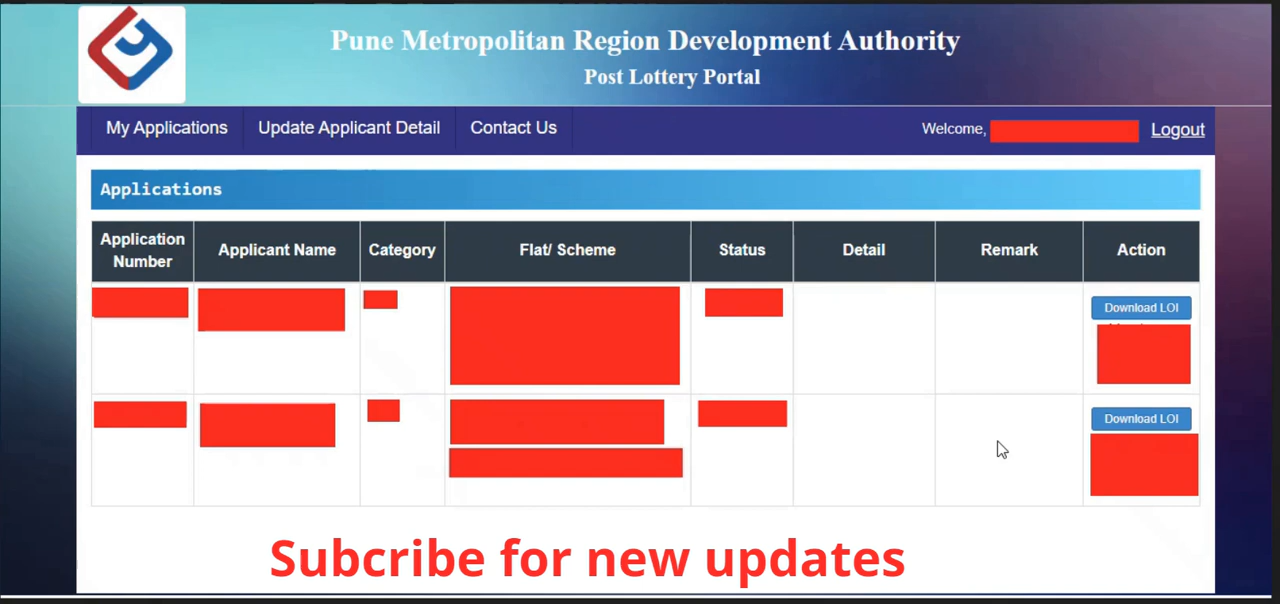 Pune Metropolitan Region Development Authority
Post Lottery Portal
My Applications Update Applicant Detail Contact Us Welcome, Logout
Applications
Application Number Applicant Name Category Flat/ Scheme Status Detail Remark Action
Download LOI
Download LOI
Subcribe for new updates